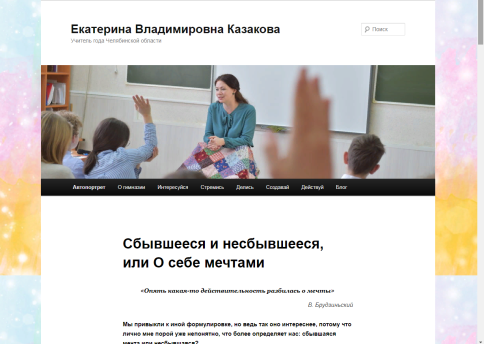 Екатерина Владимировна Казакова
Учитель года Челябинской области
Поиск
Автопортрет О гимназии Интересуйся Стремись Делись Создавай Действуй Блог
Сбывшееся и несбывшееся,
или О себе мечтами
«Опять какая-то действительность разбилась о мечты»
В. Брудзиньский
Мы привыкли к иной формулировке, но ведь так оно интереснее, потому что
лично мне порой уже непонятно, что более определяет нас: сбывшаяся
мечта или несбывшаяся?